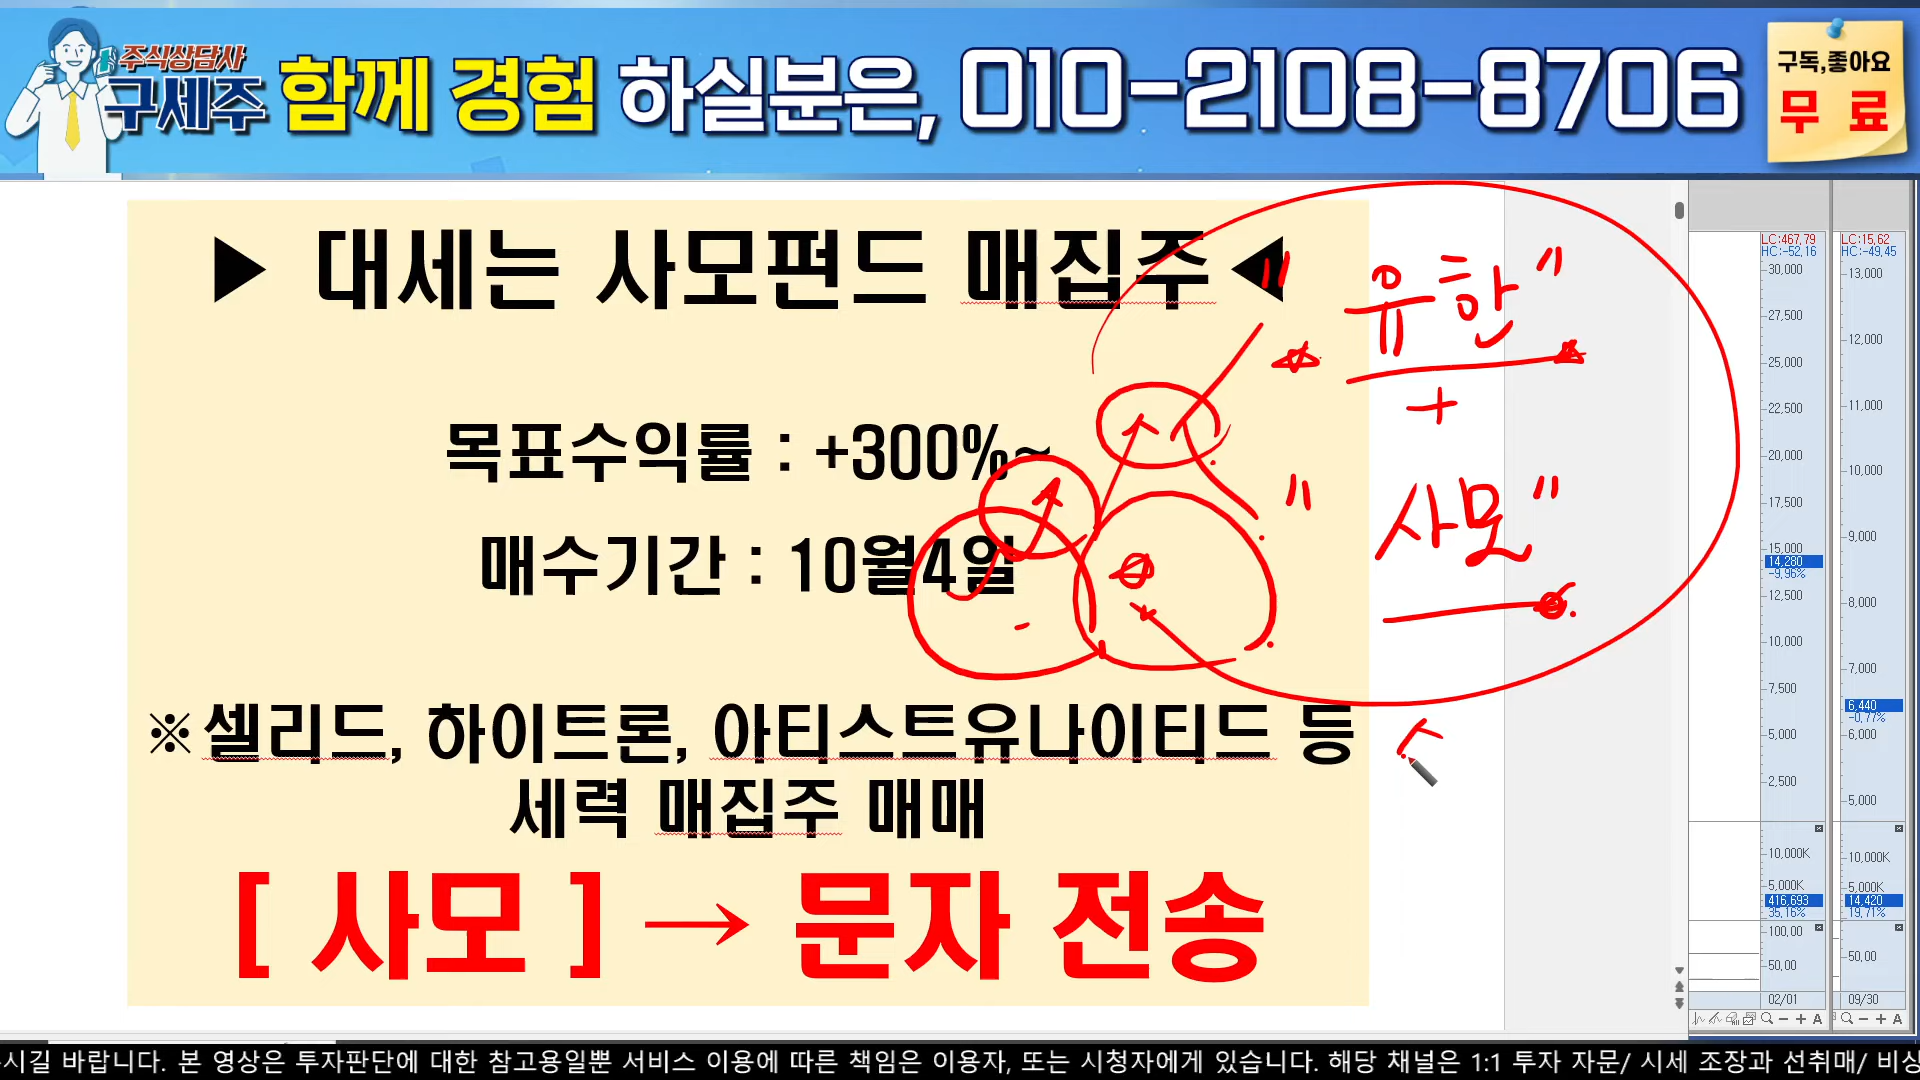 주식상담사
구세주 함께 경험 하실분은, 010-2108-8706
구독,좋아요
무 료
▶ 대세는 사모펀드 매집주 ◀
목표수익률 : +300%~
매수기간 : 10월4일
※셀리드, 하이트론, 아티스트유나이티드 등
세력 매집주 매매
[ 사모 ] → 문자 전송
" 유한 "
+
" 사모 "
LC:467,79
HC:-52,16
30,000
27,500
25,000
22,500
20,000
17,500
15,000
14,280
-9,96%
12,500
10,000
7,500
5,000
2,500
10,000K
5,000K
416,693
35,16%
100,00
50,00
02/01
LC:15,62
HC:-49,45
13,000
12,000
11,000
10,000
9,000
8,000
7,000
6,440
-0,77%
6,000
5,000
10,000K
5,000K
14,420
19,71%
50,00
09/30
시길 바랍니다. 본 영상은 투자판단에 대한 참고용일뿐 서비스 이용에 따른 책임은 이용자, 또는 시청자에게 있습니다. 해당 채널은 1:1 투자 자문/ 시세 조장과 선취매/ 비상